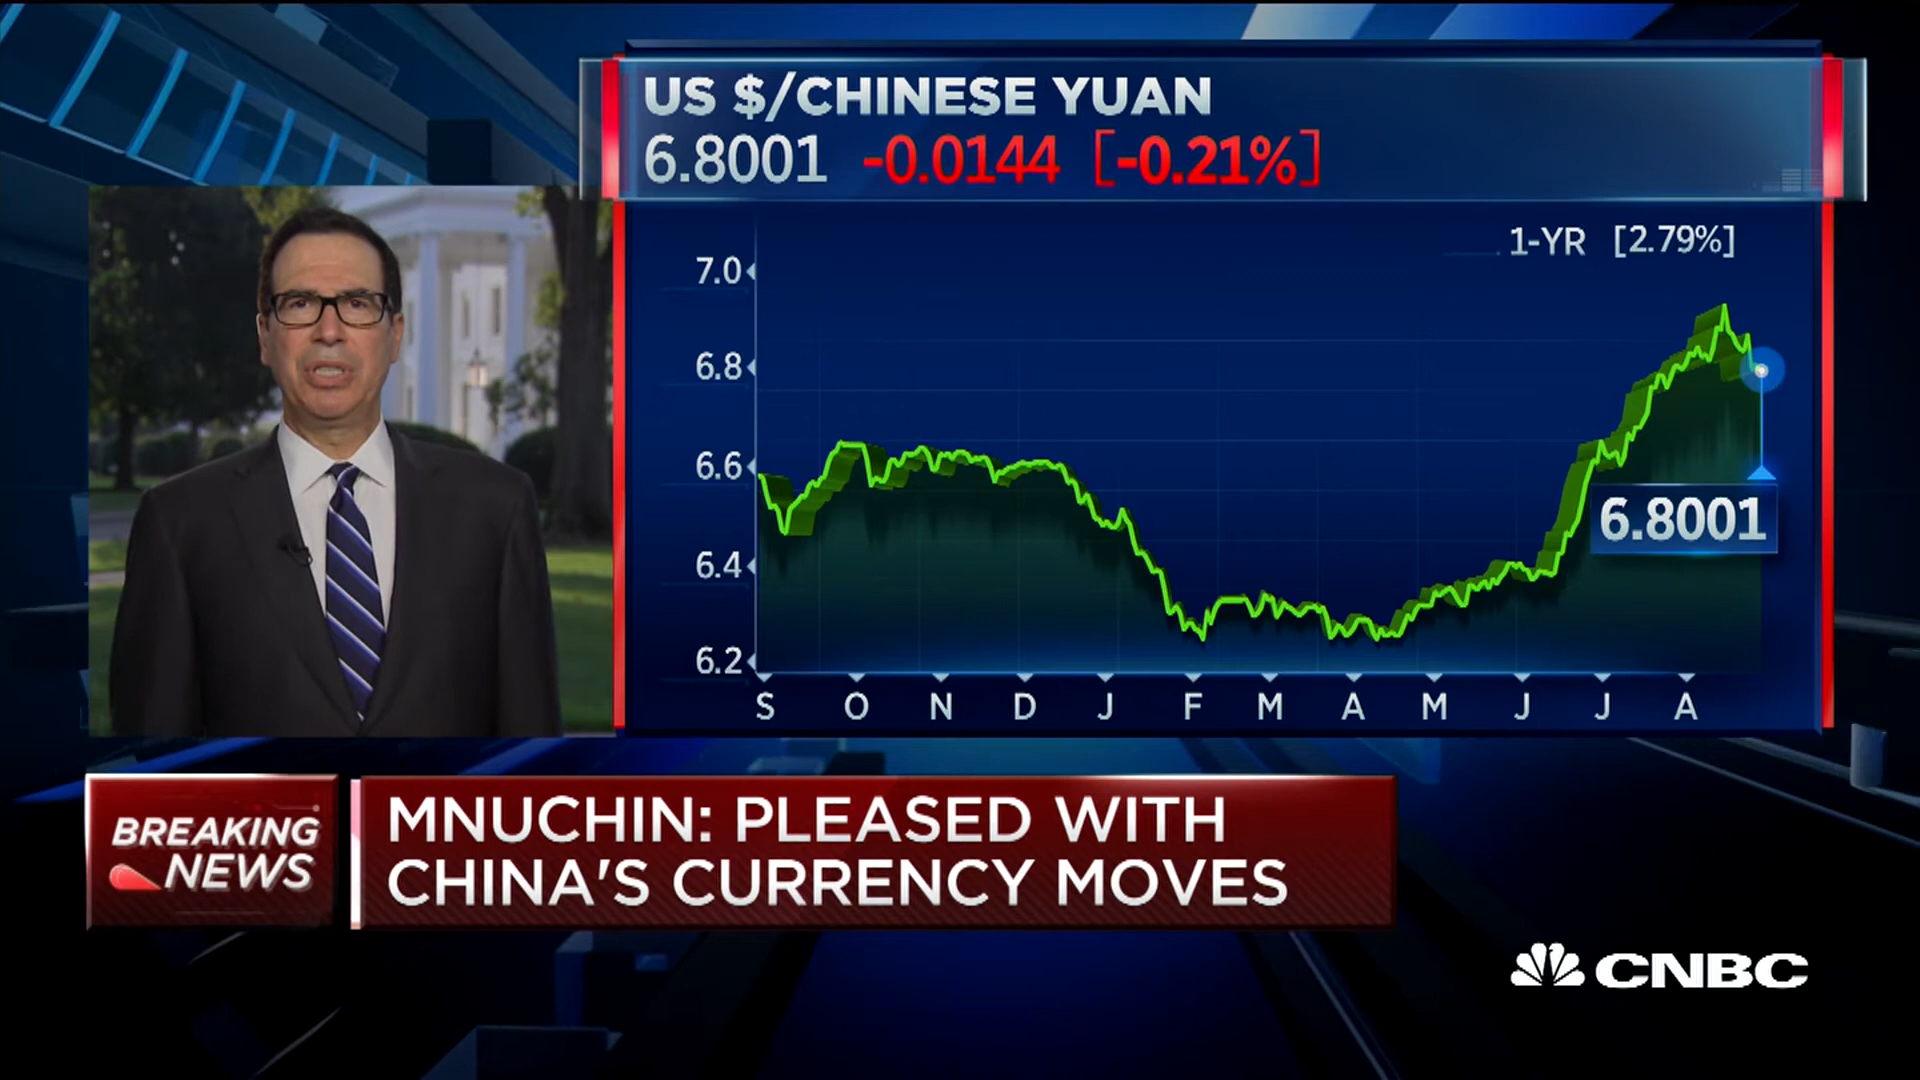 US $/CHINESE YUAN
6.8001 -0.0144 [-0.21%]
1-YR [2.79%]
7.0
6.8
6.6
6.4
6.2
6.8001
S O N D J F M A M J J A
BREAKING
NEWS
MNUCHIN: PLEASED WITH
CHINA'S CURRENCY MOVES
CNBC